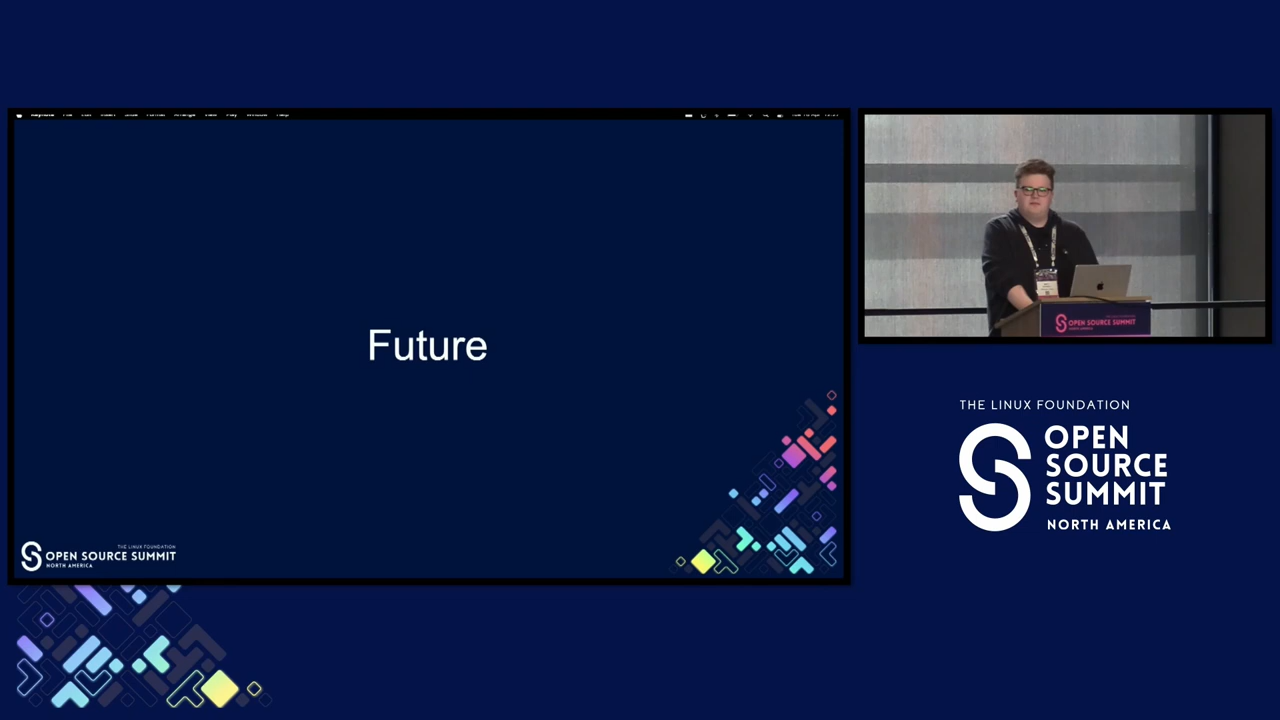 Future
THE LINUX FOUNDATION
OPEN SOURCE SUMMIT
NORTH AMERICA
OPEN SOURCE SUMMIT
THE LINUX FOUNDATION
OPEN
SOURCE
SUMMIT
NORTH AMERICA